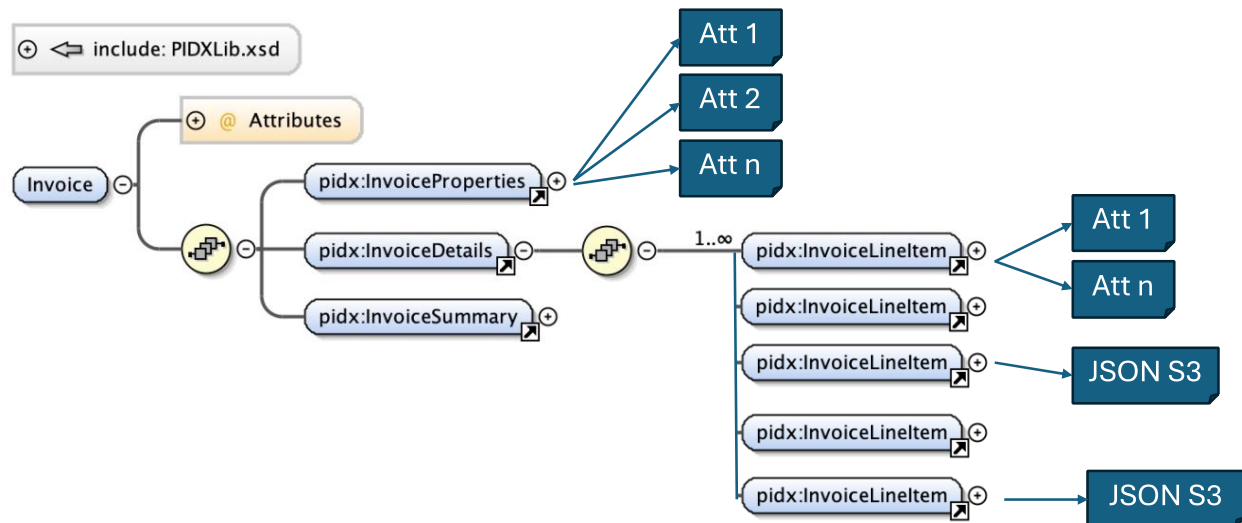 include: PIDXLib.xsd
Att 1
Att 2
Att n
@ Attributes
Invoice
pidx:InvoiceProperties
pidx:InvoiceDetails
pidx:InvoiceSummary
1..∞
pidx:InvoiceLineItem
Att 1
Att n
pidx:InvoiceLineItem
pidx:InvoiceLineItem
JSON S3
pidx:InvoiceLineItem
pidx:InvoiceLineItem
JSON S3